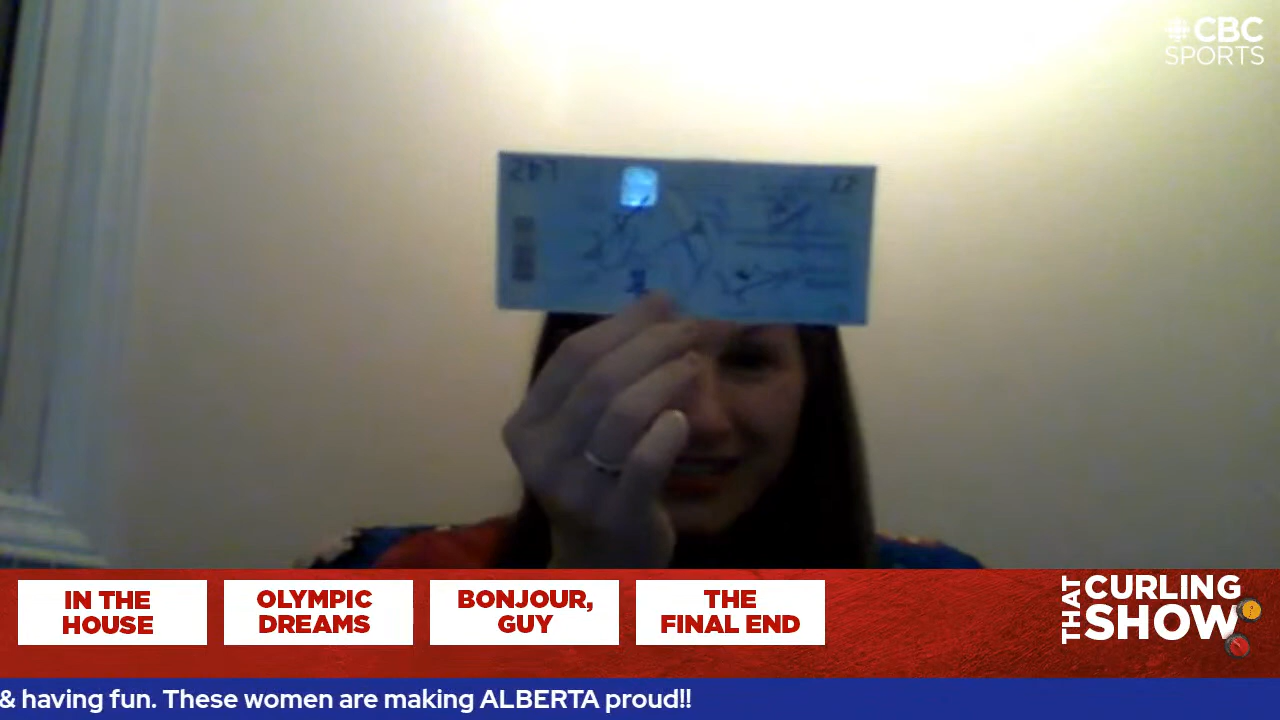 CBC
SPORTS
IN THE
HOUSE
OLYMPIC
DREAMS
BONJOUR,
GUY
THE
FINAL END
THAT
CURLING
SHOW
& having fun. These women are making ALBERTA proud!!